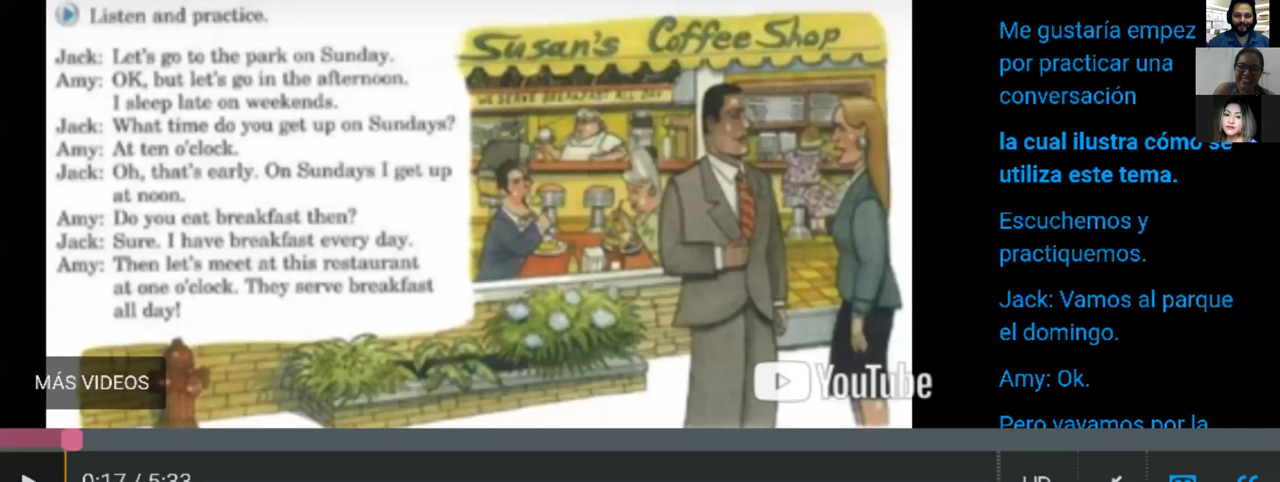 Listen and practice.
Jack: Let's go to the park on Sunday.
Amy: OK, but let's go in the afternoon.
I sleep late on weekends.
Jack: What time do you get up on Sundays?
Amy: At ten o'clock.
Jack: Oh, that's early. On Sundays I get up
at noon.
Amy: Do you eat breakfast then?
Jack: Sure. I have breakfast every day.
Amy: Then let's meet at this restaurant
at one o'clock. They serve breakfast
all day!
Susan's Coffee Shop
WE SERVE BREAKFAST ALL DAY
MÁS VIDEOS
YouTube
Me gustaría empez
por practicar una
conversación
la cual ilustra cómo se
utiliza este tema.
Escuchemos y
practiquemos.
Jack: Vamos al parque
el domingo.
Amy: Ok.
Pero vayamos por la
0:17 / 5:33
HD